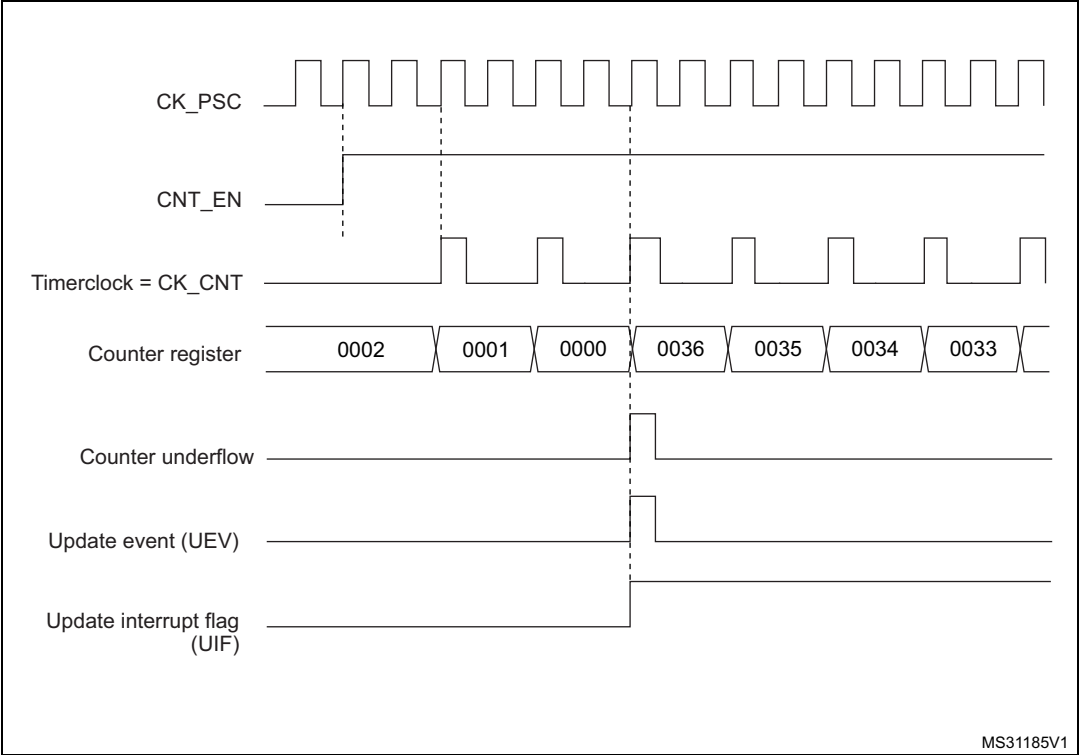 CK_PSC
CNT_EN
Timerclock = CK_CNT
Counter register
0002 0001 0000 0036 0035 0034 0033
Counter underflow
Update event (UEV)
Update interrupt flag
(UIF)
MS31185V1